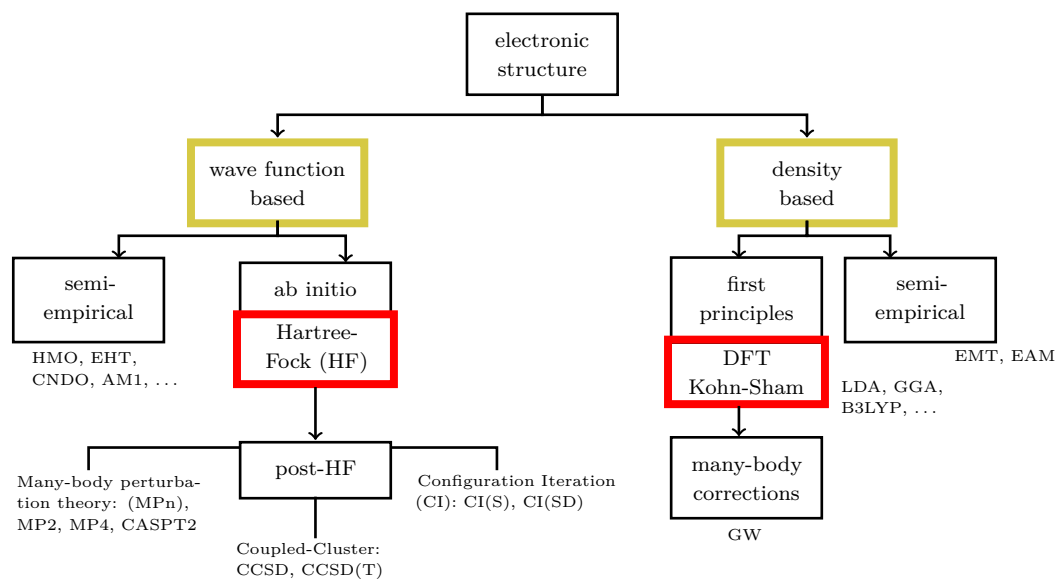 electronic
structure
wave function
based
density
based
semi-
empirical
HMO, EHT,
CNDO, AM1, ...
ab initio
Hartree-
Fock (HF)
first
principles
DFT
Kohn-Sham
LDA, GGA,
B3LYP, ...
semi-
empirical
EMT, EAM
post-HF
Many-body perturba-
tion theory: (MPn),
MP2, MP4, CASPT2
Coupled-Cluster:
CCSD, CCSD(T)
Configuration Iteration
(CI): CI(S), CI(SD)
many-body
corrections
GW